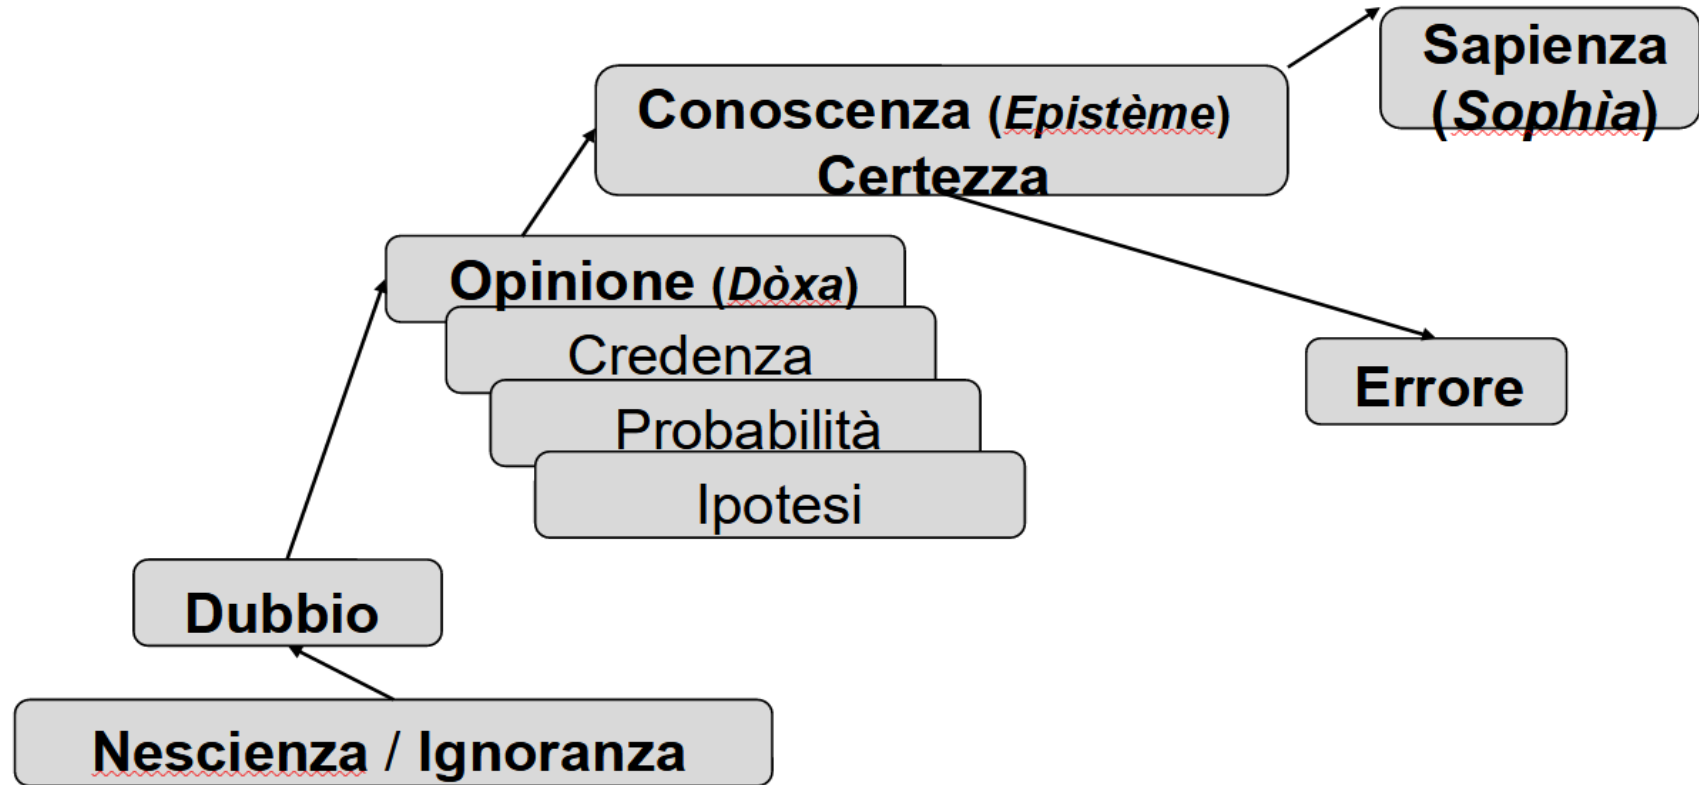 Sapienza
(Sophìa)
Conoscenza (Epistème)
Certezza
Opinione (Dòxa)
Credenza
Probabilità
Ipotesi
Errore
Dubbio
Nescienza / Ignoranza